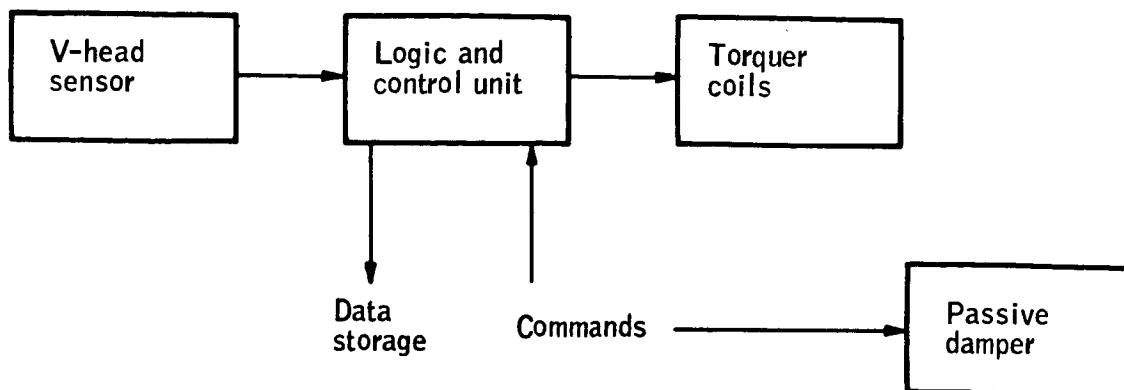 V-head
sensor
Logic and
control unit
Torquer
coils
Data
storage
Commands
Passive
damper